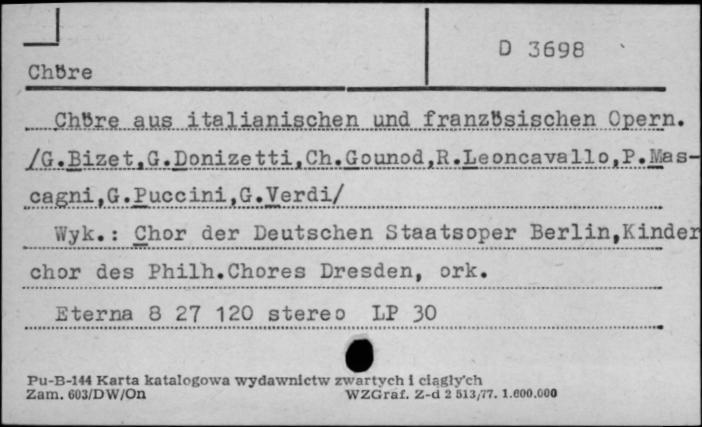 D 3698
Chöre
Chöre aus italianischen und französischen Opern.
/G.Bizet,G.Donizetti,Ch.Gounod,R.Leoncavallo,P.Mas-
cagni,G.Puccini,G.Verdi/
Wyk.: Chor der Deutschen Staatsoper Berlin,Kinder
chor des Philh.Chores Dresden, ork.
Eterna 8 27 120 stereo LP 30
Pu-B-144 Karta katalogowa wydawnictw zwartych i ciągłych
Zam. 603/DW/On WZGraf. Z-d 2 513/77. 1.600.000